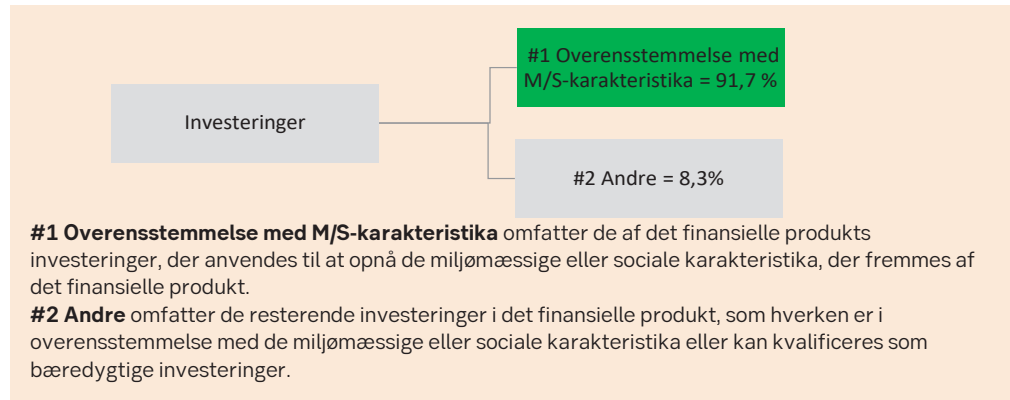 #1 Overensstemmelse med
M/S-karakteristika = 91,7 %
Investeringer
#2 Andre = 8,3%
#1 Overensstemmelse med M/S-karakteristika omfatter de af det finansielle produkts
investeringer, der anvendes til at opnå de miljømæssige eller sociale karakteristika, der fremmes af
det finansielle produkt.
#2 Andre omfatter de resterende investeringer i det finansielle produkt, som hverken er i
overensstemmelse med de miljømæssige eller sociale karakteristika eller kan kvalificeres som
bæredygtige investeringer.